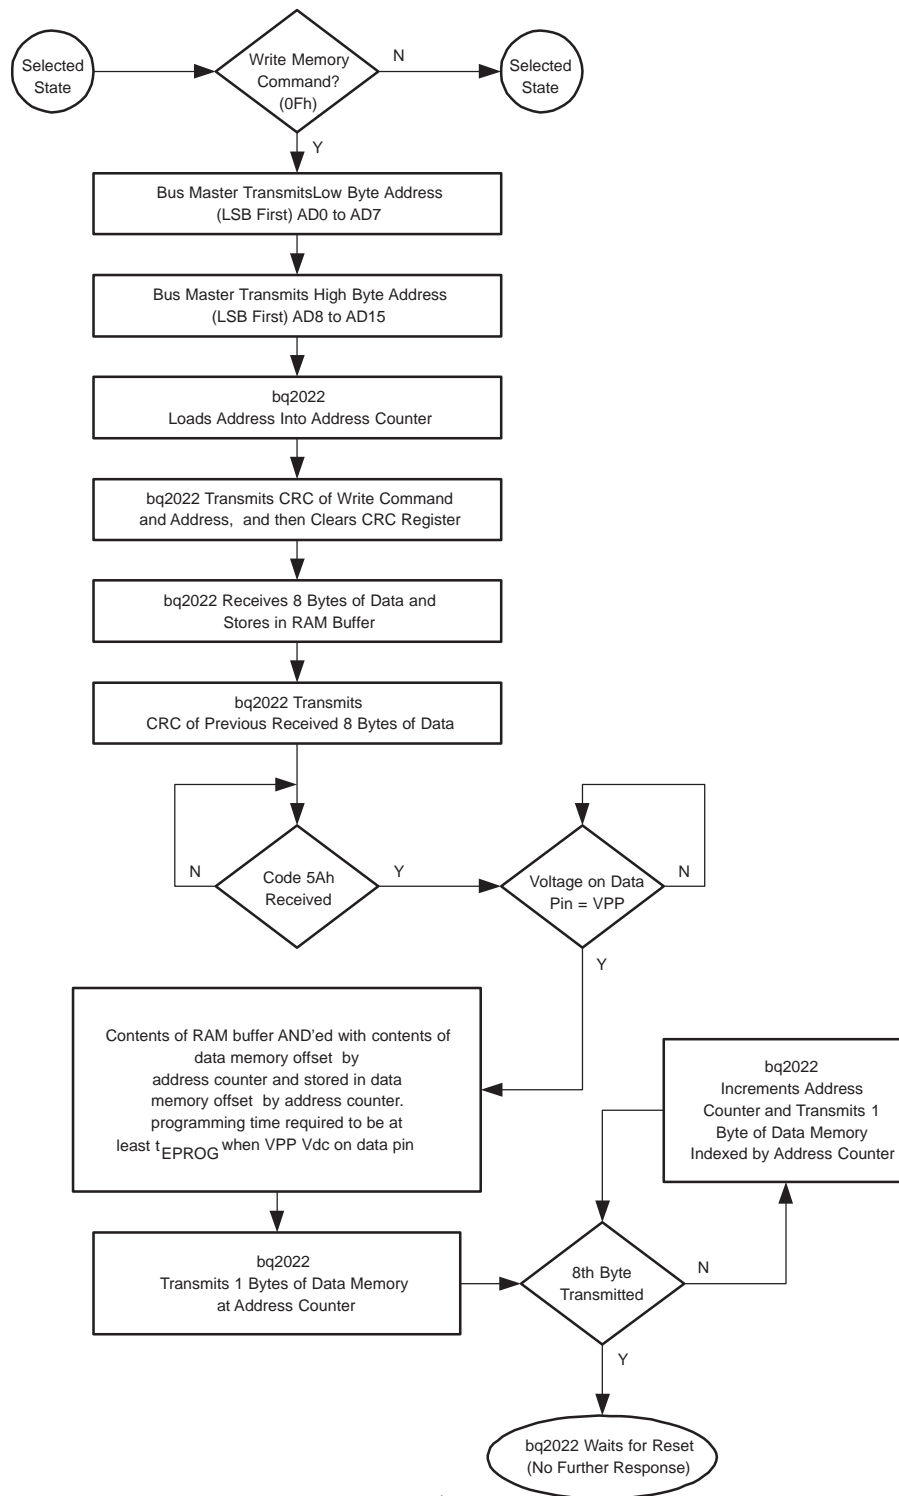 Selected
State
Write Memory
Command?
(0Fh)
N
Selected
State
Y
Bus Master TransmitsLow Byte Address
(LSB First) AD0 to AD7
Bus Master Transmits High Byte Address
(LSB First) AD8 to AD15
bq2022
Loads Address Into Address Counter
bq2022 Transmits CRC of Write Command
and Address, and then Clears CRC Register
bq2022 Receives 8 Bytes of Data and
Stores in RAM Buffer
bq2022 Transmits
CRC of Previous Received 8 Bytes of Data
N
Code 5Ah
Received
Y
Voltage on Data
Pin = VPP
N
Y
Contents of RAM buffer AND'ed with contents of
data memory offset by
address counter and stored in data
memory offset by address counter.
programming time required to be at
least tEPROG when VPP Vdc on data pin
bq2022
Increments Address
Counter and Transmits 1
Byte of Data Memory
Indexed by Address Counter
bq2022
Transmits 1 Bytes of Data Memory
at Address Counter
8th Byte
Transmitted
N
Y
bq2022 Waits for Reset
(No Further Response)